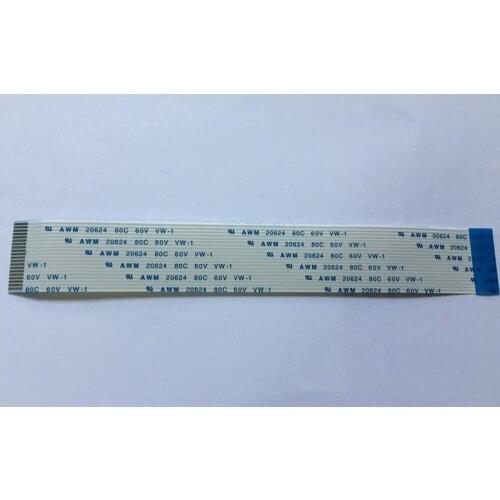 AWM 20624 80C 60V VW-1 AWM 20624 80C 60V VW-1 AWM 20624 80C
AWM 20624 80C 60V VW-1 AWM 20624 80C 60V VW-1 AWM 20624
AWM 20624 80C 60V VW-1 AWM 20624 80C 60V VW-1 AWM
VW-1 AWM 20624 80C 60V VW-1 AWM 20624 80C 60V VW-1 AWM
60V VW-1 AWM 20624 80C 60V VW-1 AWM 20624 80C 60V VW-1
80C 60V VW-1 AWM 20624 80C 60V VW-1 AWM 20624 80C 60V VW-1